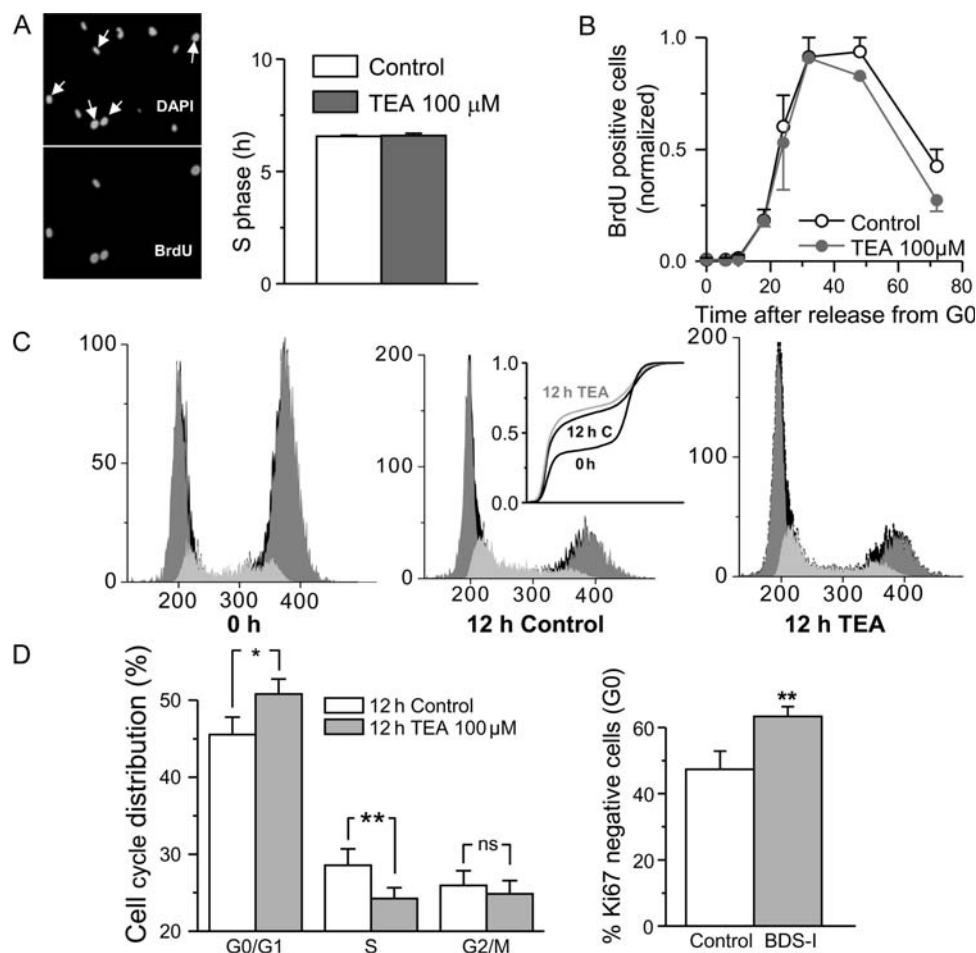 A
DAPI
BrdU
10
5
0
S phase (h)
Control
TEA 100 μM
B
1.0
0.5
0.0
BrdU positive cells
(normalized)
Control
TEA 100μM
0 20 40 60 80
Time after release from G0
C
100
50
0
200 300 400
0 h
200
100
0
200 300 400
12 h Control
1.0
0.5
0.0
12 h TEA
12 h C
0 h
200
100
0
200 300 400
12 h TEA
D
Cell cycle distribution (%)
50
40
30
20
*
**
ns
12 h Control
12 h TEA 100 μM
G0/G1 S G2/M
% Ki67 negative cells (G0)
60
40
20
0
**
Control BDS-I